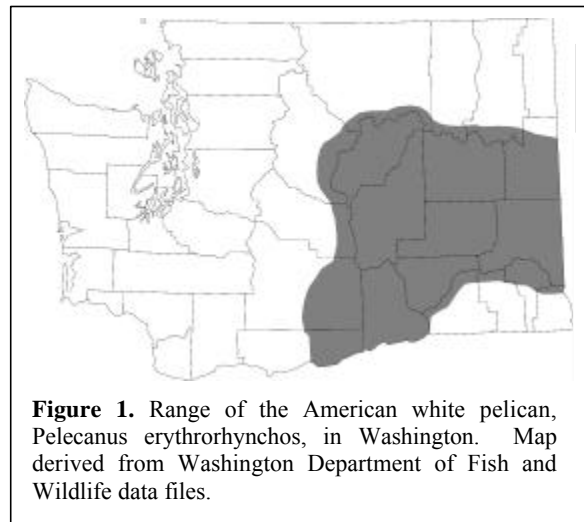 Figure 1. Range of the American white pelican,
Pelecanus erythrorhynchos, in Washington. Map
derived from Washington Department of Fish and
Wildlife data files.